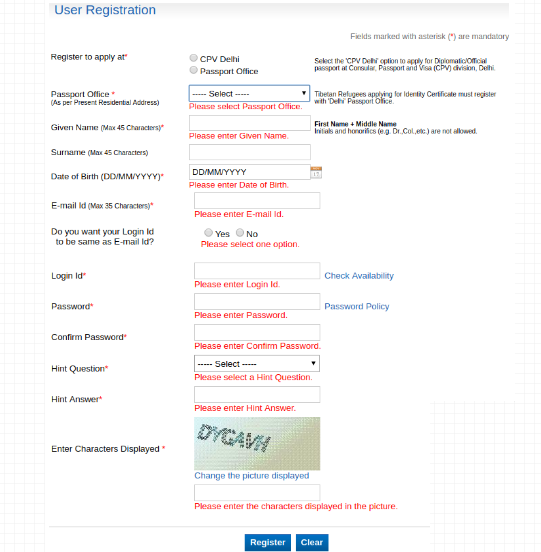 User Registration
Fields marked with asterisk (*) are mandatory
Register to apply at*
CPV Delhi
Passport Office
Select the 'CPV Delhi' option to apply for Diplomatic/Official
passport at Consular, Passport and Visa (CPV) division, Delhi.
Passport Office *
(As per Present Residential Address)
----- Select -----
Please select Passport Office.
Tibetan Refugees applying for Identity Certificate must register
with 'Delhi' Passport Office.
Given Name (Max 45 Characters)*
Please enter Given Name.
First Name + Middle Name
Initials and honorifics (e.g. Dr.,Col.,etc.) are not allowed.
Surname (Max 45 Characters)
Date of Birth (DD/MM/YYYY)*
DD/MM/YYYY
Please enter Date of Birth.
E-mail Id (Max 35 Characters)*
Please enter E-mail Id.
Do you want your Login Id
to be same as E-mail Id?
Yes No
Please select one option.
Login Id*
Check Availability
Please enter Login Id.
Password*
Password Policy
Please enter Password.
Confirm Password*
Please enter Confirm Password.
Hint Question*
----- Select -----
Please select a Hint Question.
Hint Answer*
Please enter Hint Answer.
Enter Characters Displayed *
Change the picture displayed
Please enter the characters displayed in the picture.
Register Clear